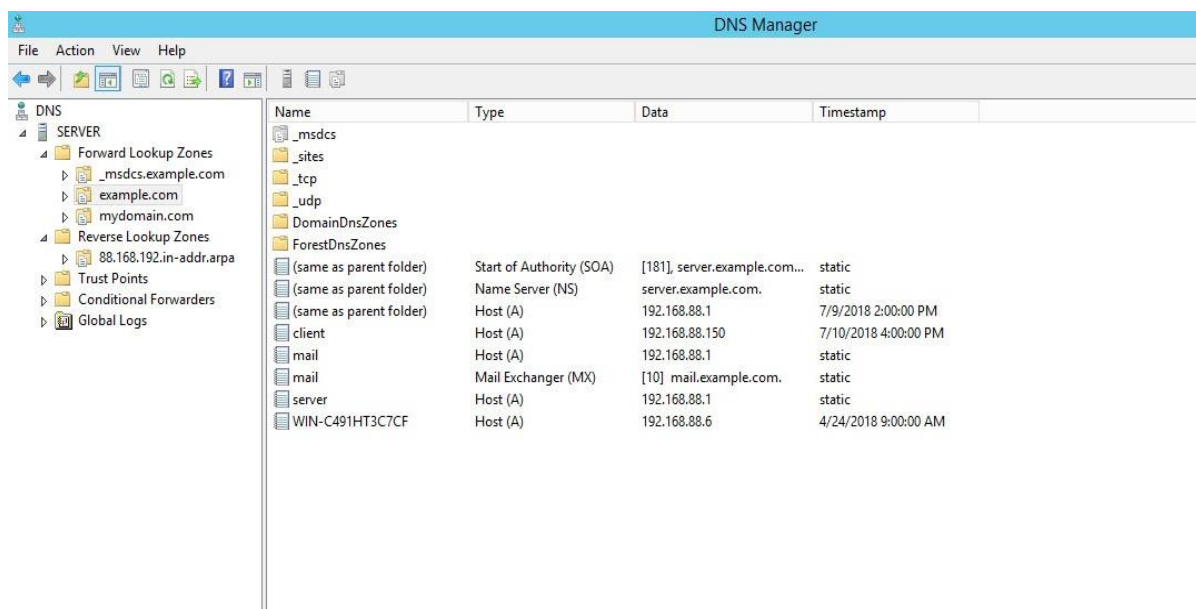 DNS Manager
File Action View Help
DNS
SERVER
Forward Lookup Zones
_msdcs.example.com
example.com
mydomain.com
Reverse Lookup Zones
88.168.192.in-addr.arpa
Trust Points
Conditional Forwarders
Global Logs
Name Type Data Timestamp
_msdcs
_sites
_tcp
_udp
DomainDnsZones
ForestDnsZones
(same as parent folder) Start of Authority (SOA) [181], server.example.com... static
(same as parent folder) Name Server (NS) server.example.com. static
(same as parent folder) Host (A) 192.168.88.1 7/9/2018 2:00:00 PM
client Host (A) 192.168.88.150 7/10/2018 4:00:00 PM
mail Host (A) 192.168.88.1 static
mail Mail Exchanger (MX) [10] mail.example.com. static
server Host (A) 192.168.88.1 static
WIN-C491HT3C7CF Host (A) 192.168.88.6 4/24/2018 9:00:00 AM